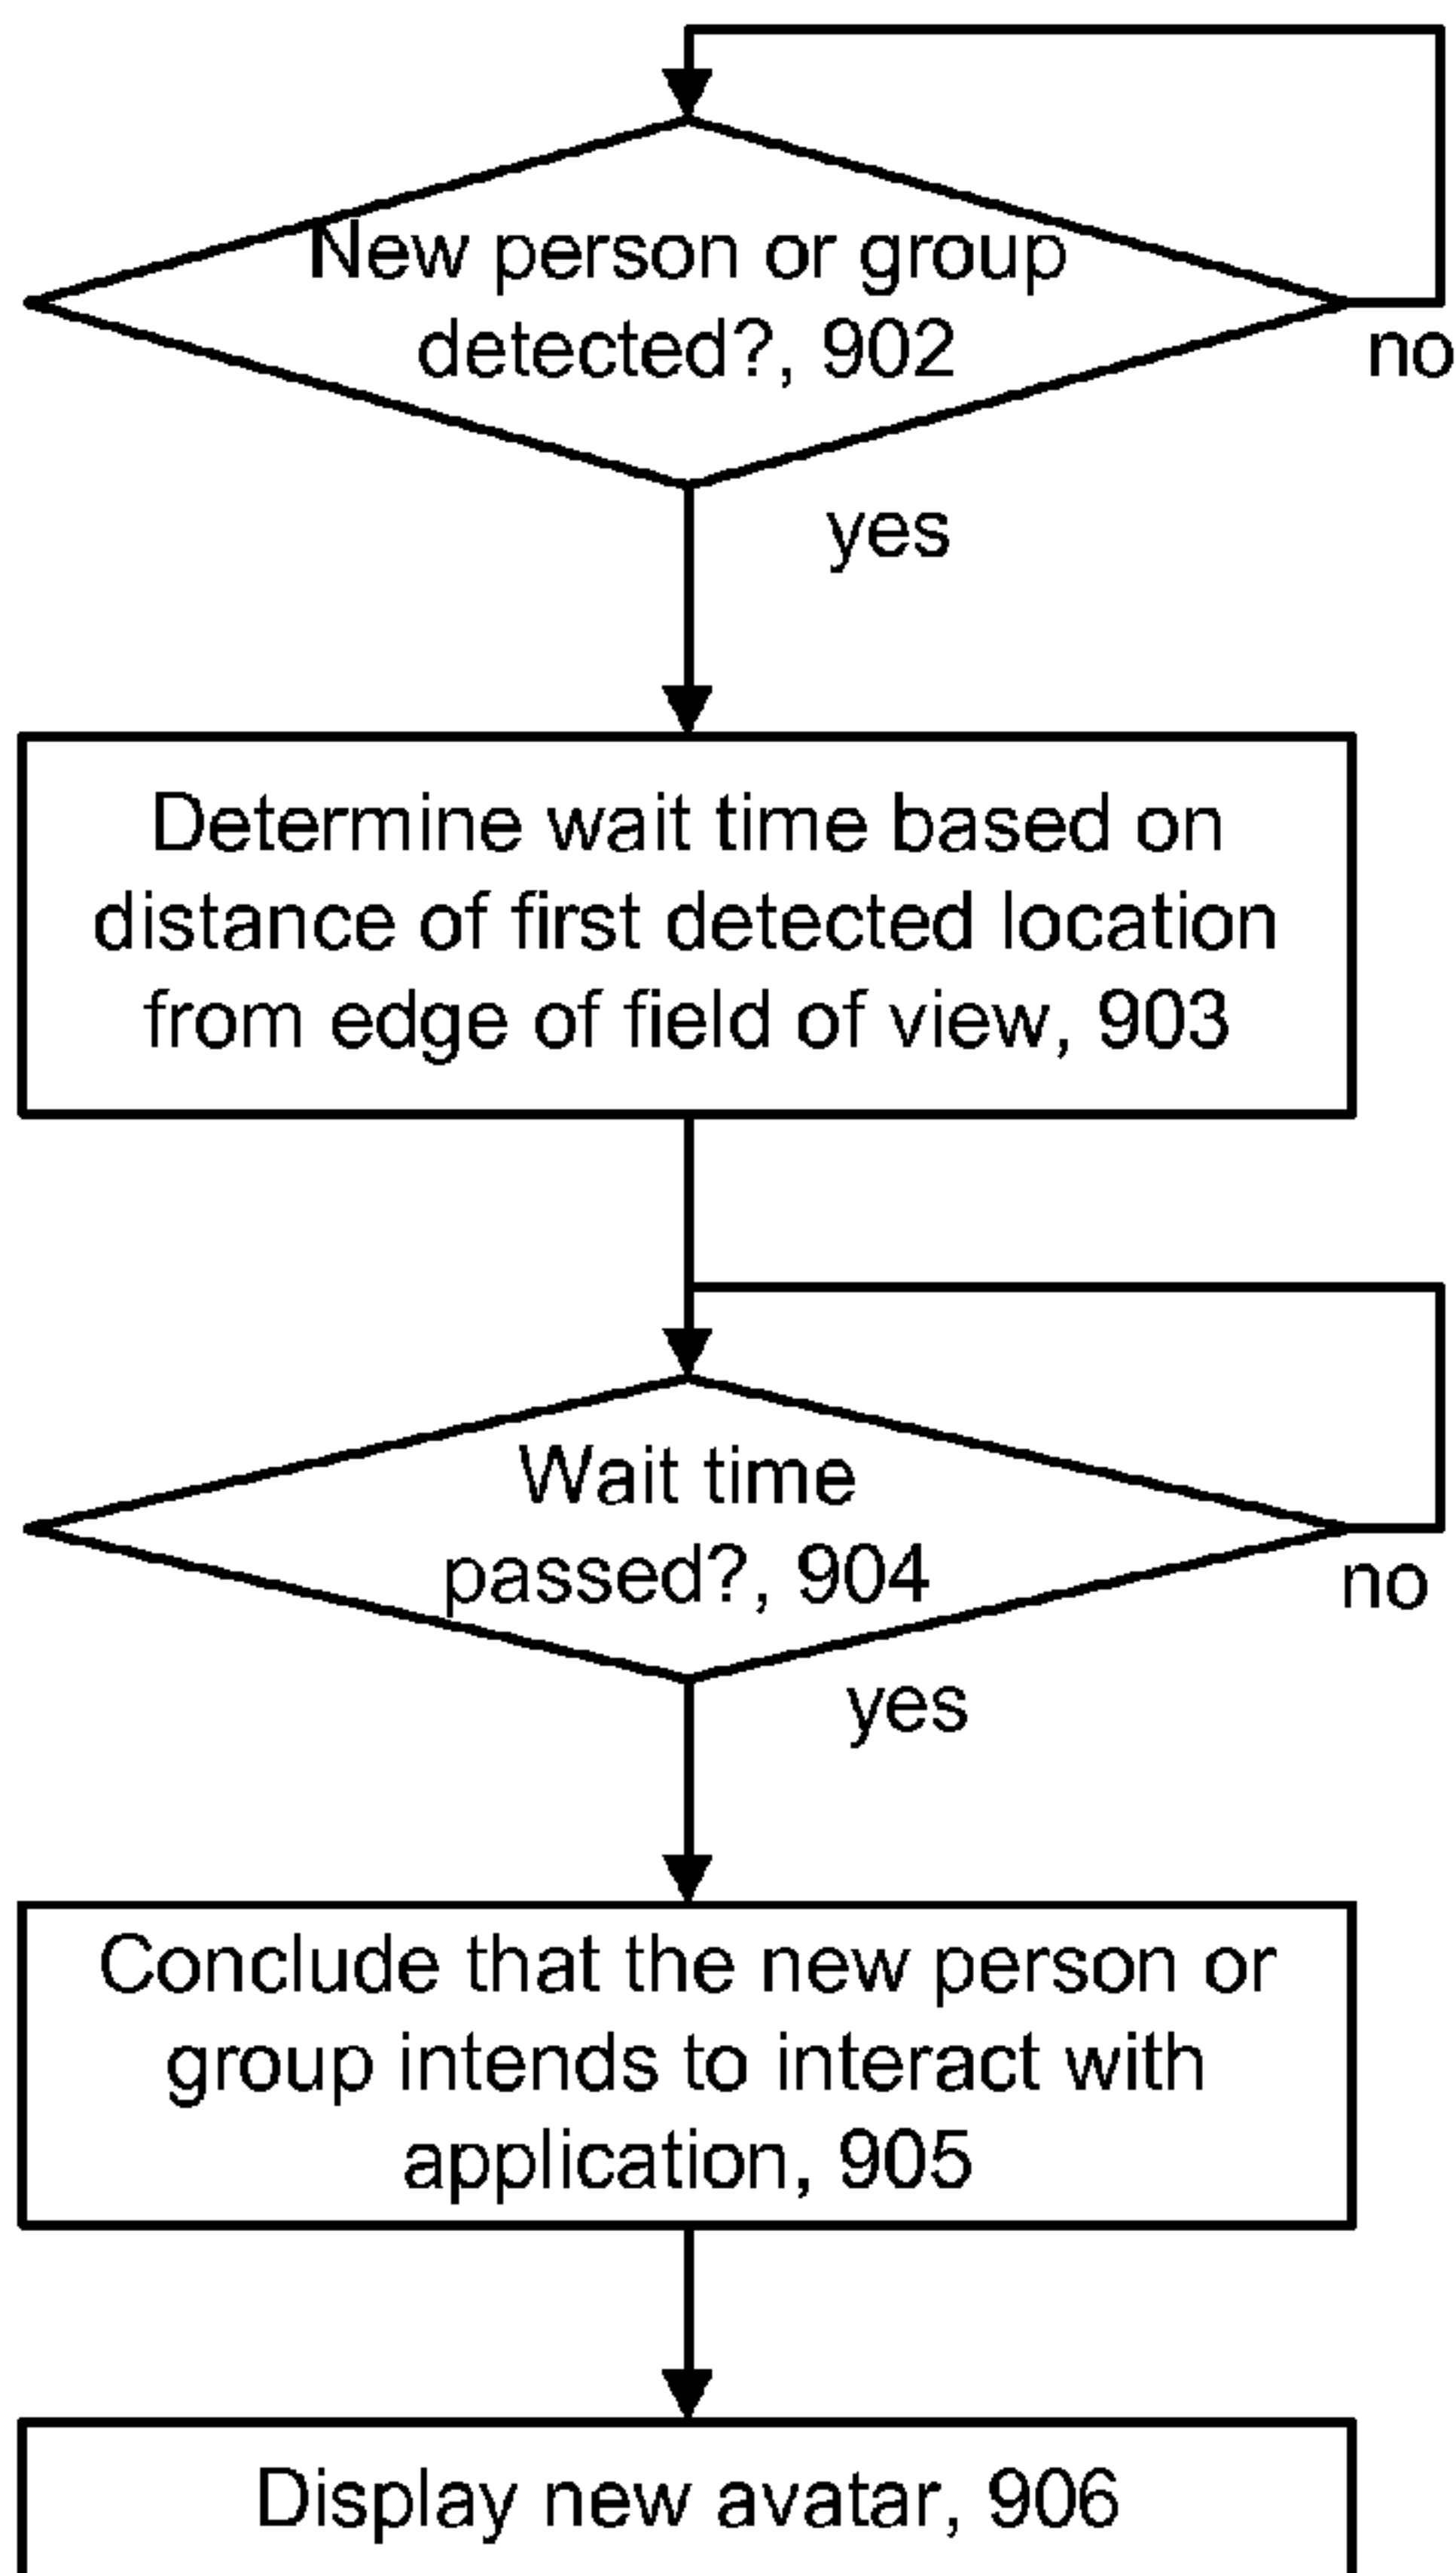 New person or group
detected?, 902
no
yes
Determine wait time based on
distance of first detected location
from edge of field of view, 903
Wait time
passed?, 904
no
yes
Conclude that the new person or
group intends to interact with
application, 905
Display new avatar, 906